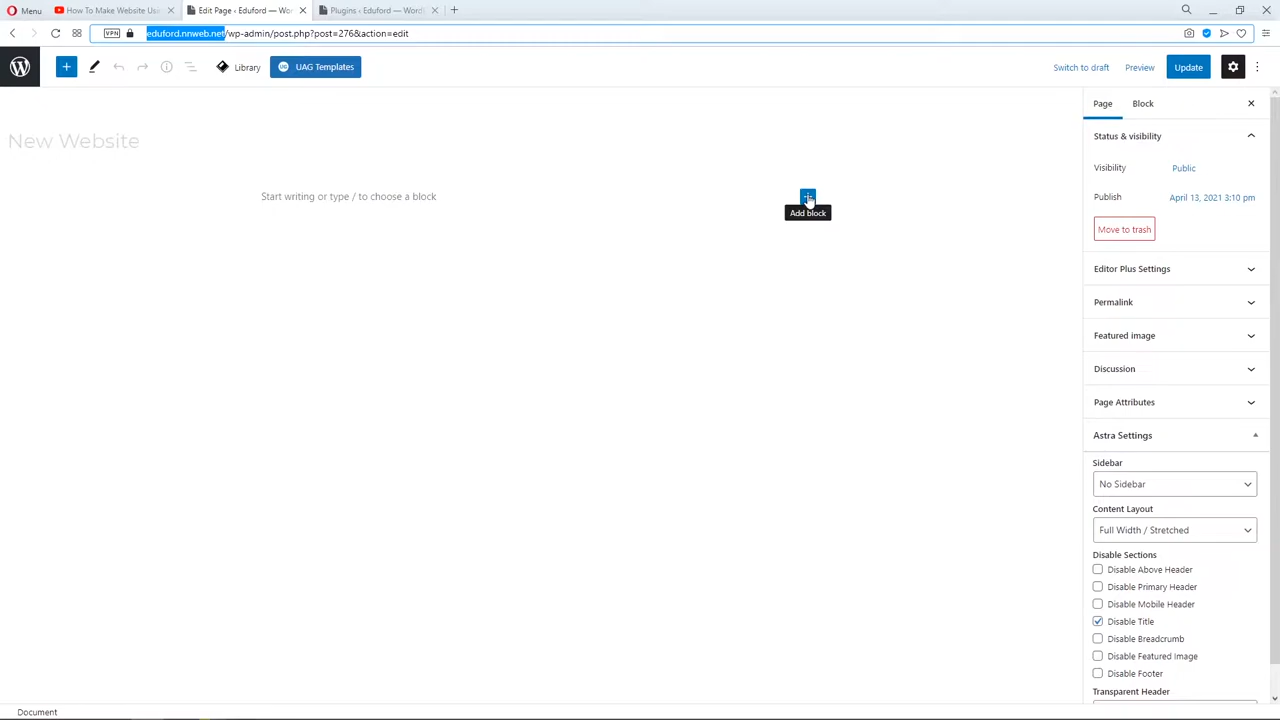 Menu
How To Make Website Usin
Edit Page ‹ Eduford — Wor
Plugins ‹ Eduford — Word
VPN
eduford.nnweb.net/wp-admin/post.php?post=276&action=edit
Library
UAG Templates
Switch to draft
Preview
Update
New Website
Start writing or type / to choose a block
Add block
Page
Block
Status & visibility
Visibility
Public
Publish
April 13, 2021 3:10 pm
Move to trash
Editor Plus Settings
Permalink
Featured image
Discussion
Page Attributes
Astra Settings
Sidebar
No Sidebar
Content Layout
Full Width / Stretched
Disable Sections
Disable Above Header
Disable Primary Header
Disable Mobile Header
Disable Title
Disable Breadcrumb
Disable Featured Image
Disable Footer
Transparent Header
Document